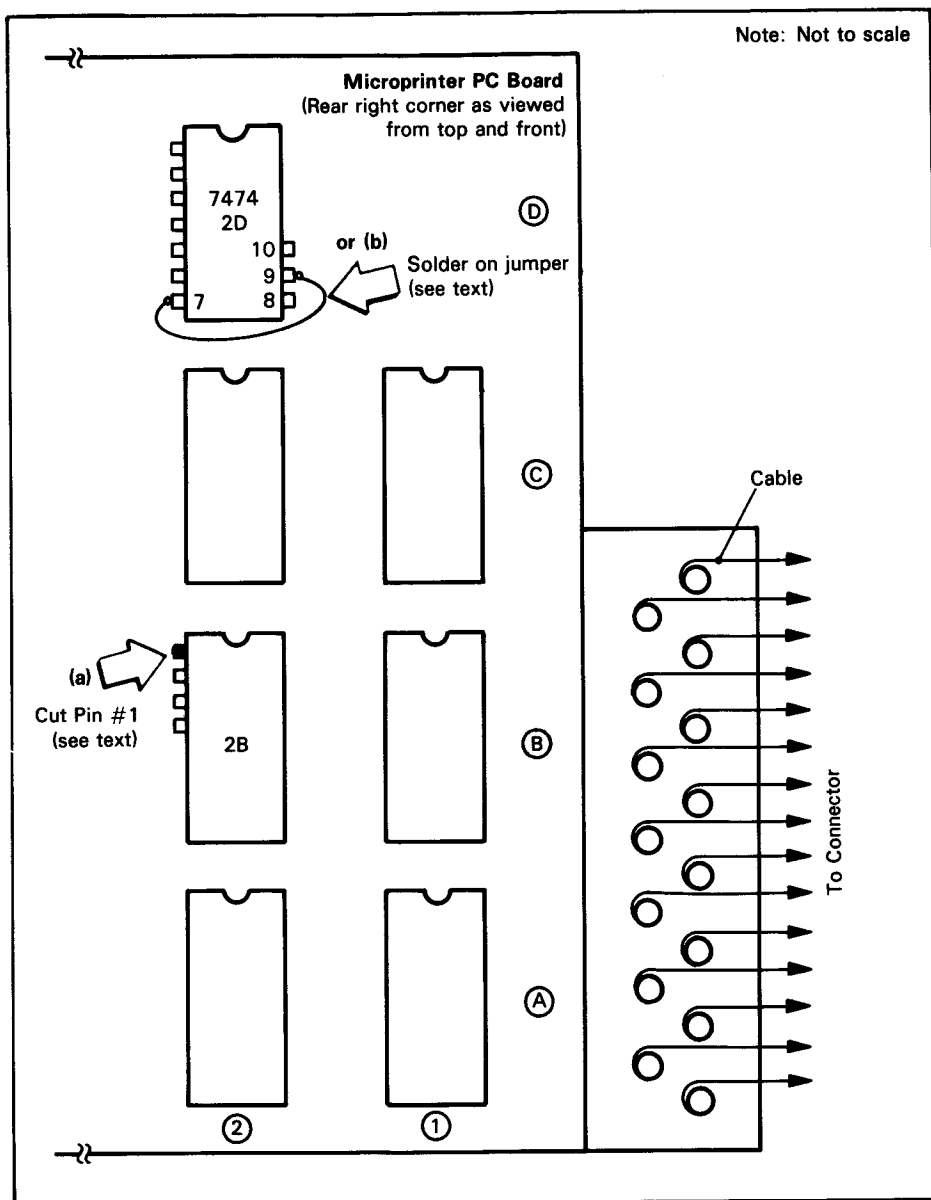 Note: Not to scale
Microprinter PC Board
(Rear right corner as viewed
from top and front)
7474
2D
10
9
8
7
D
or (b)
Solder on jumper
(see text)
C
Cable
(a)
Cut Pin #1
(see text)
2B
B
To Connector
A
2
1